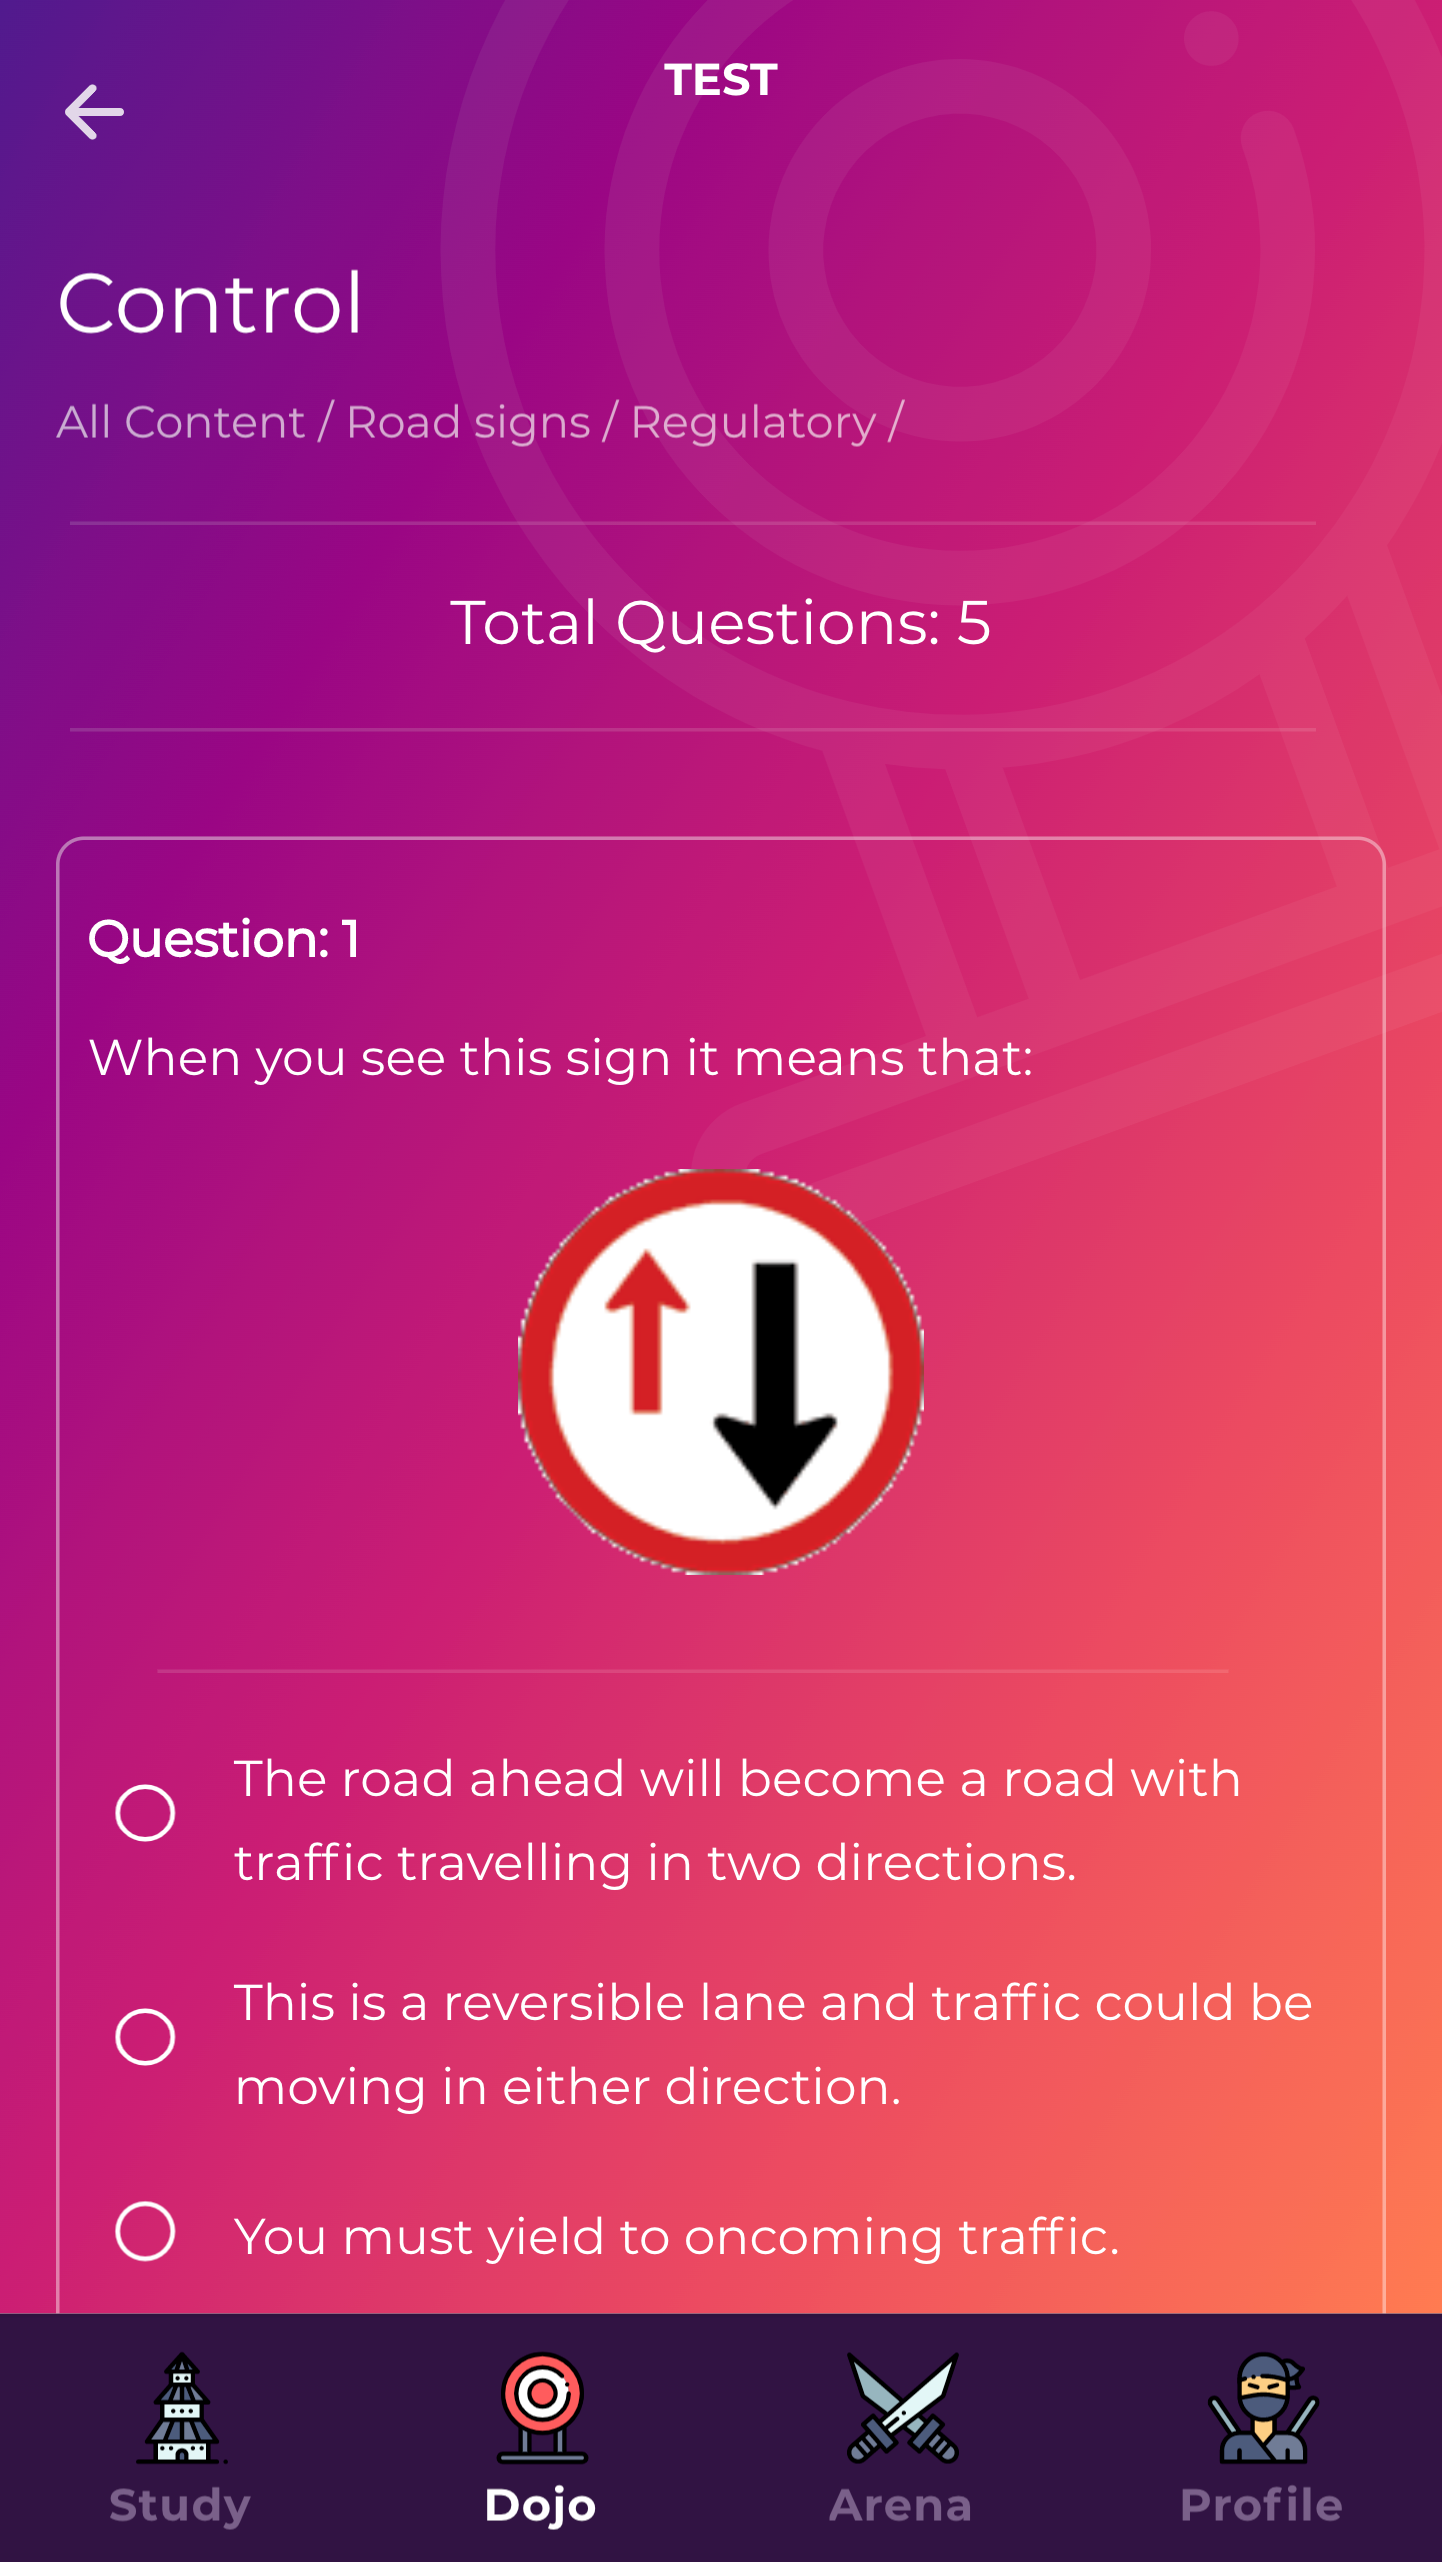 TEST
Control
All Content / Road signs / Regulatory /
Total Questions: 5
Question: 1
When you see this sign it means that:
The road ahead will become a road with
traffic travelling in two directions.
This is a reversible lane and traffic could be
moving in either direction.
You must yield to oncoming traffic.
Study
Dojo
Arena
Profile